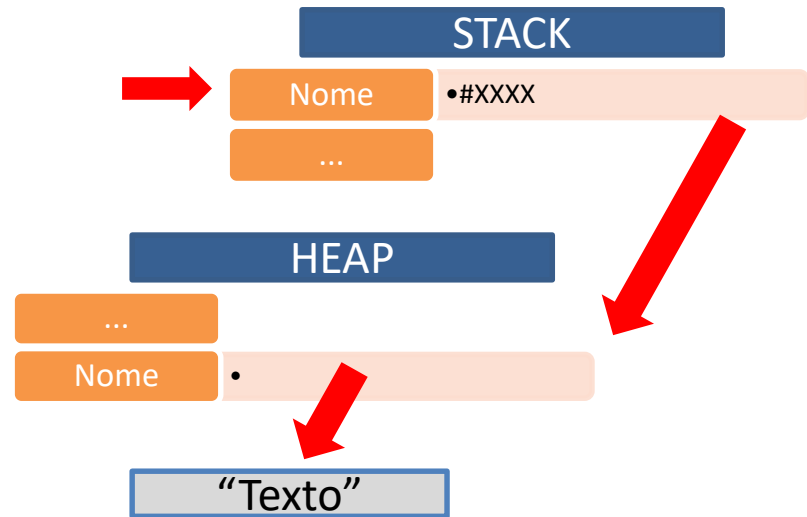 STACK
Nome •#XXXX
...
HEAP
...
Nome •
“Texto”